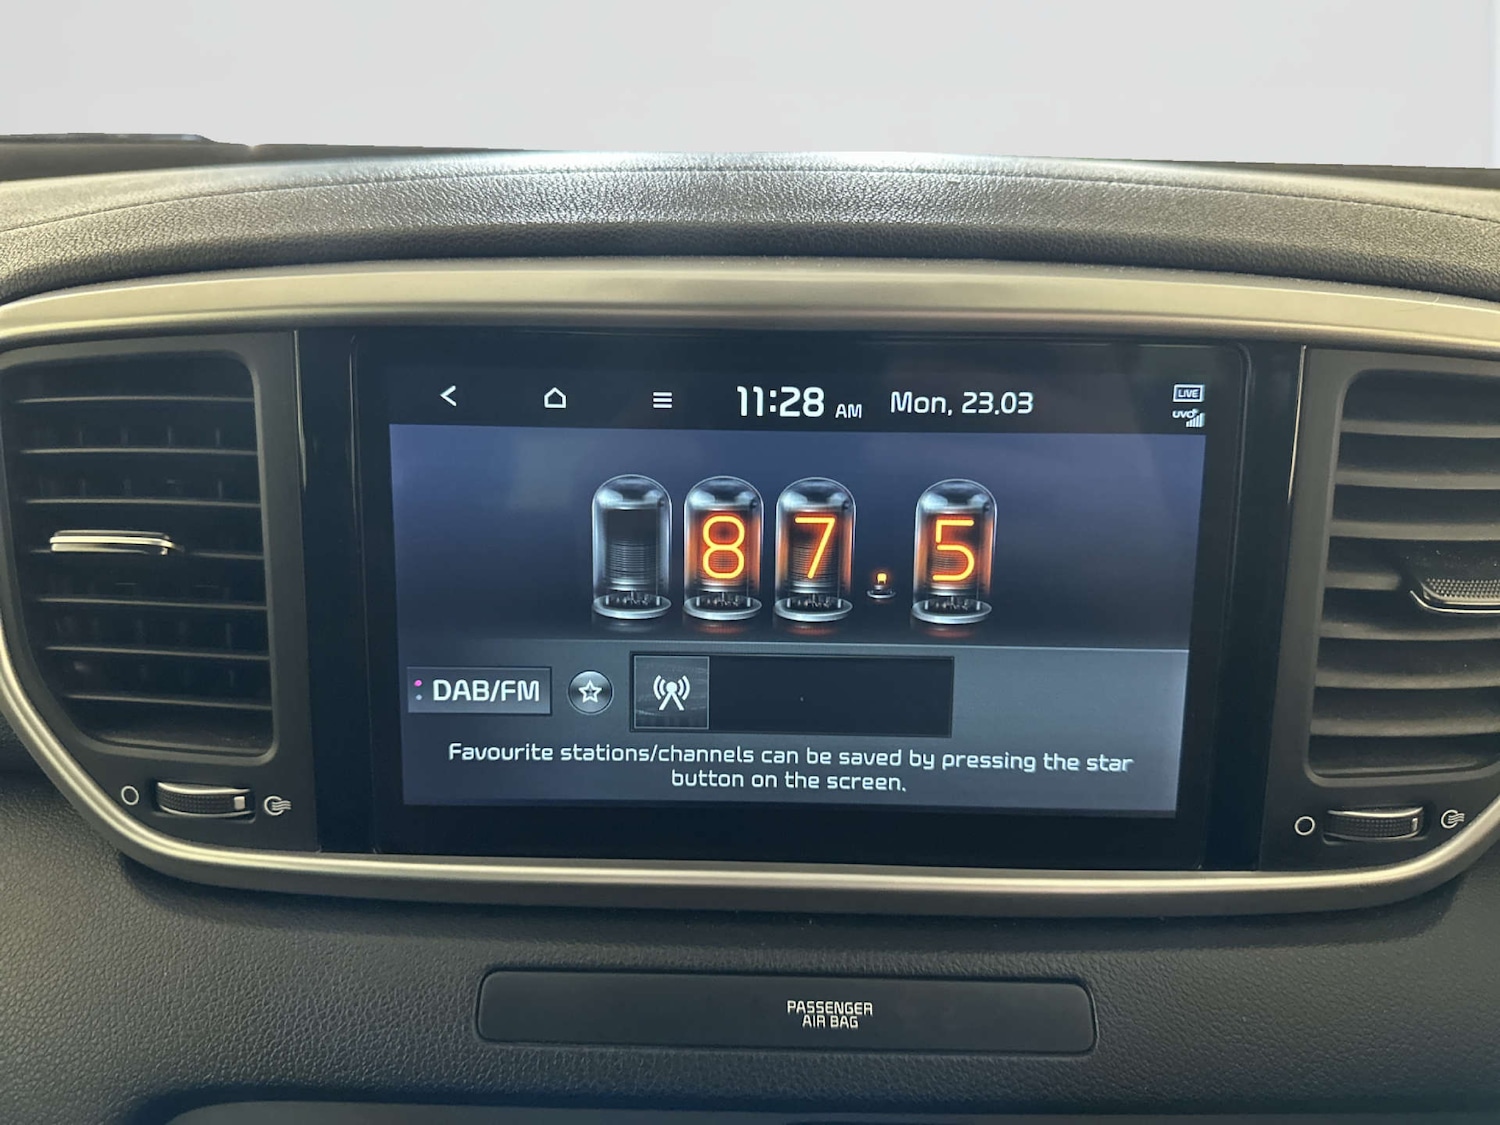 11:28 AM Mon, 23.03
LIVE
UVO
87.5
DAB/FM
Favourite stations/channels can be saved by pressing the star
button on the screen.
PASSENGER
AIR BAG